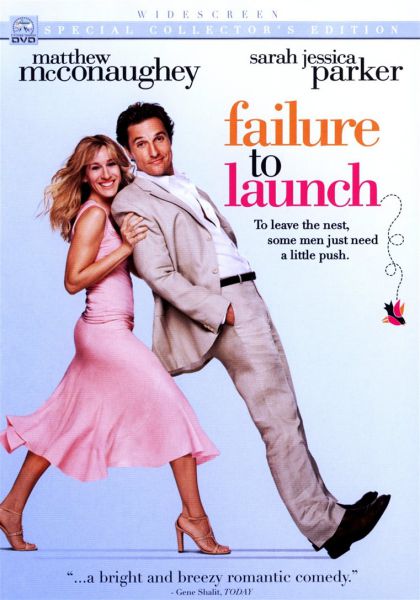 WIDESCREEN
SPECIAL COLLECTOR'S EDITION
DVD
matthew
mcconaughey
sarah jessica
parker
failure
to
launch
To leave the nest,
some men just need
a little push.
"...a bright and breezy romantic comedy."
- Gene Shalit, TODAY